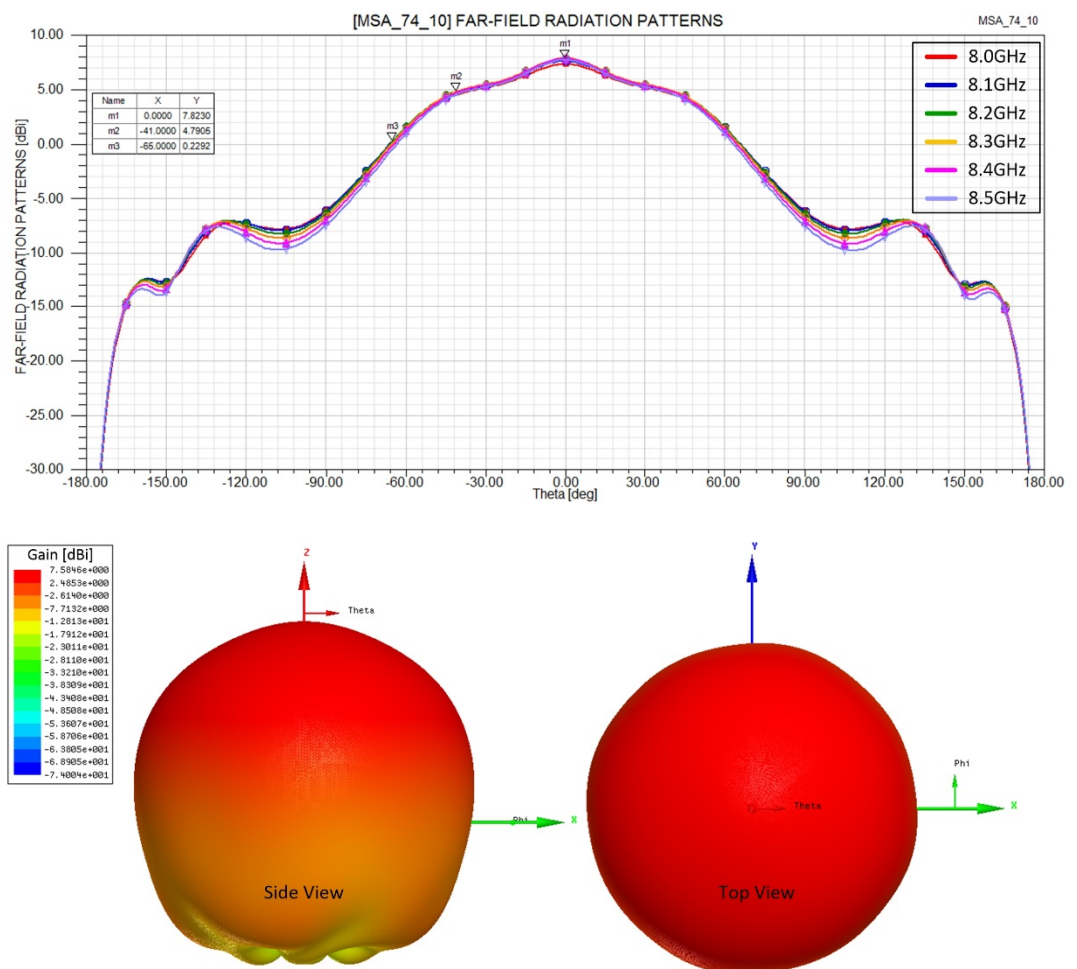 [MSA_74_10] FAR-FIELD RADIATION PATTERNS
MSA_74_10
FAR-FIELD RADIATION PATTERNS [dBi]
10.00
5.00
0.00
-5.00
-10.00
-15.00
-20.00
-25.00
-30.00
Name X Y
m1 0.0000 7.8230
m2 -41.0000 4.7905
m3 -65.0000 0.2292
m1
m2
m3
8.0GHz
8.1GHz
8.2GHz
8.3GHz
8.4GHz
8.5GHz
-180.00 -150.00 -120.00 -90.00 -60.00 -30.00 0.00 30.00 60.00 90.00 120.00 150.00 180.00
Theta [deg]
Gain [dBi]
7.5846e+000
2.4853e+000
-2.6140e+000
-7.7132e+000
-1.2813e+001
-1.7912e+001
-2.3011e+001
-2.8110e+001
-3.3210e+001
-3.8309e+001
-4.3408e+001
-4.8508e+001
-5.3607e+001
-5.8706e+001
-6.3805e+001
-6.8905e+001
-7.4004e+001
Z
Theta
Phi
X
Side View
Y
Phi
Theta
X
Top View